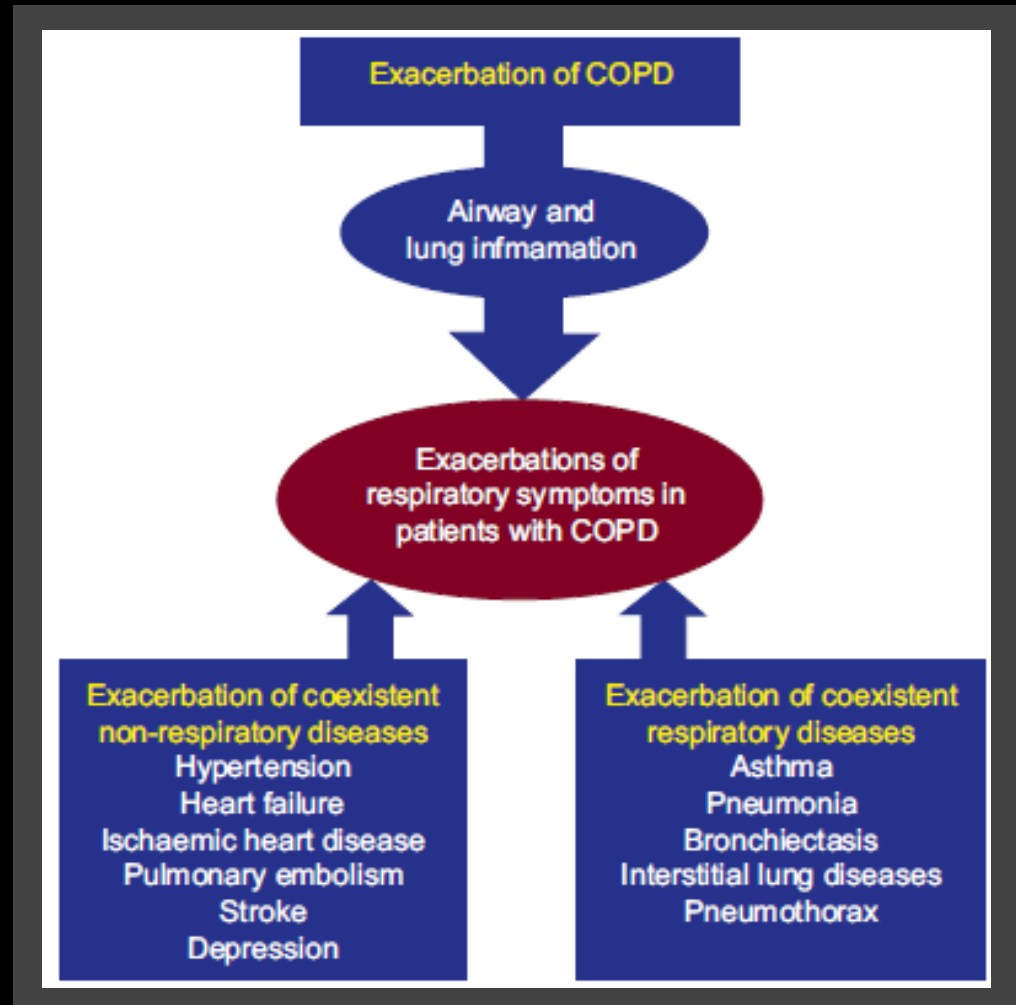 Exacerbation of COPD
Airway and
lung infmamation
Exacerbations of
respiratory symptoms in
patients with COPD
Exacerbation of coexistent
non-respiratory diseases
Hypertension
Heart failure
Ischaemic heart disease
Pulmonary embolism
Stroke
Depression
Exacerbation of coexistent
respiratory diseases
Asthma
Pneumonia
Bronchiectasis
Interstitial lung diseases
Pneumothorax